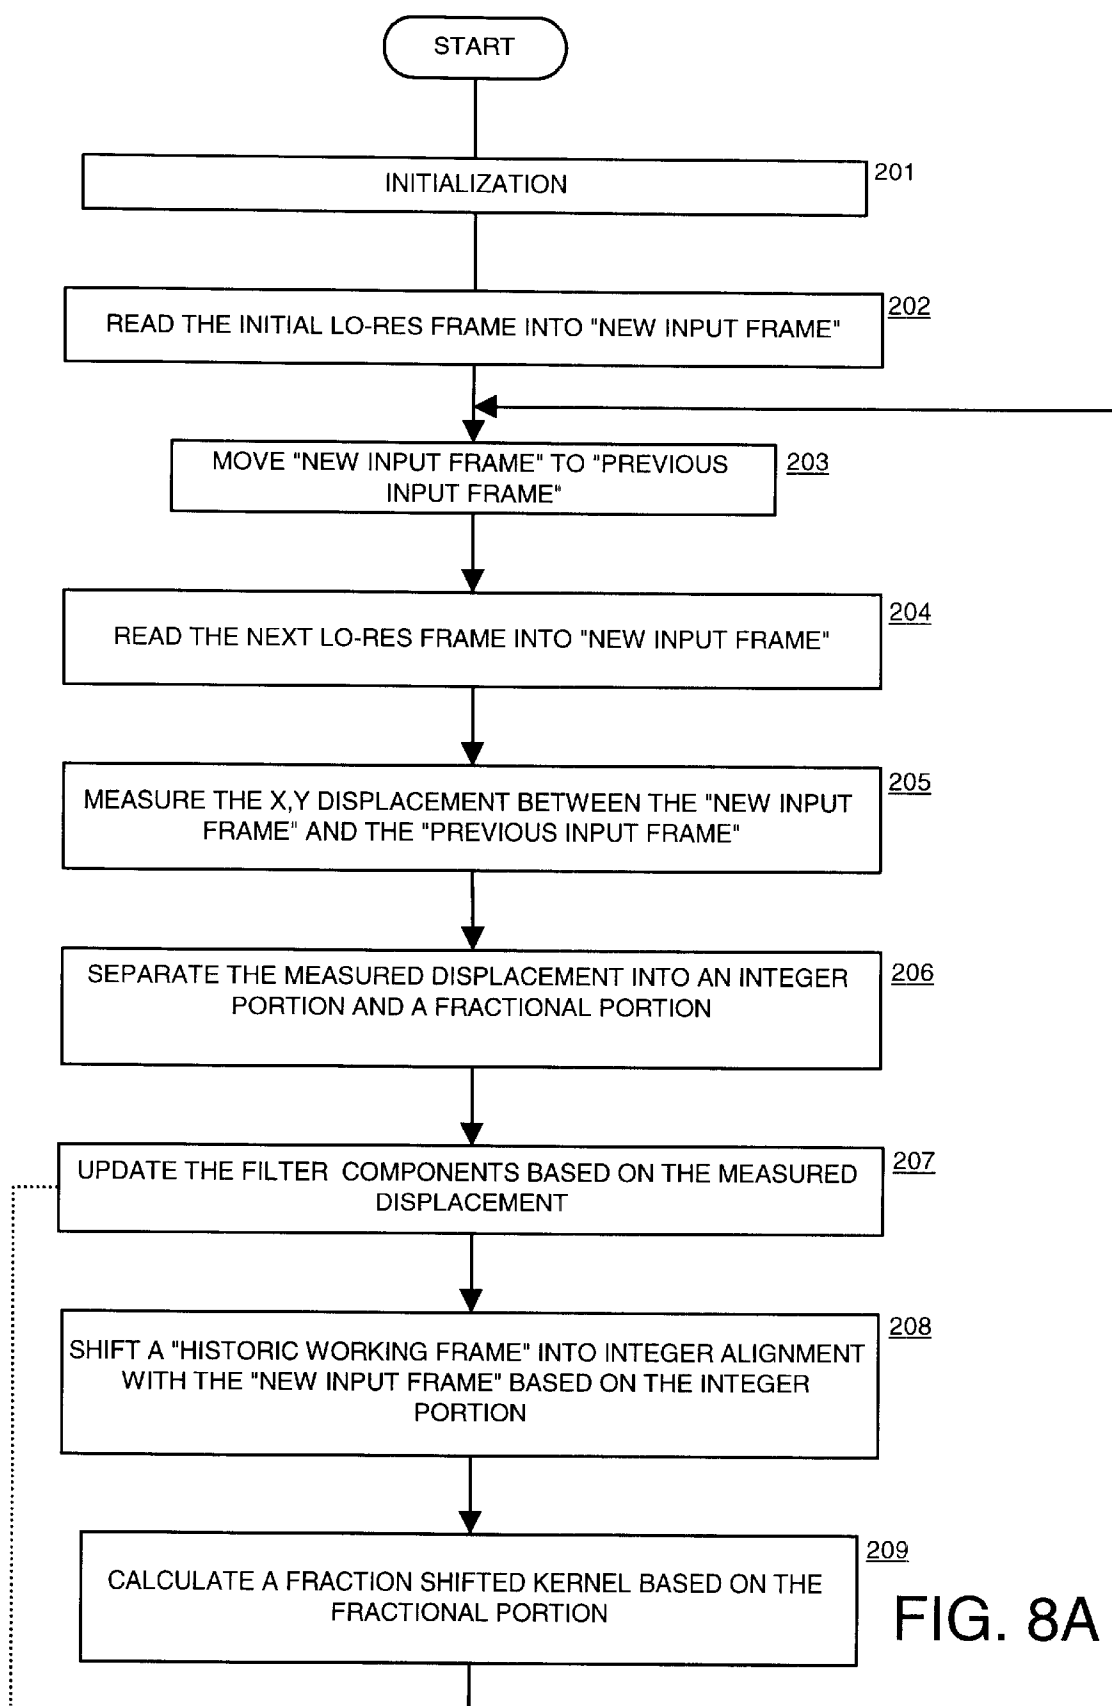 START
INITIALIZATION
201
READ THE INITIAL LO-RES FRAME INTO "NEW INPUT FRAME"
202
MOVE "NEW INPUT FRAME" TO "PREVIOUS
INPUT FRAME"
203
READ THE NEXT LO-RES FRAME INTO "NEW INPUT FRAME"
204
MEASURE THE X,Y DISPLACEMENT BETWEEN THE "NEW INPUT
FRAME" AND THE "PREVIOUS INPUT FRAME"
205
SEPARATE THE MEASURED DISPLACEMENT INTO AN INTEGER
PORTION AND A FRACTIONAL PORTION
206
UPDATE THE FILTER COMPONENTS BASED ON THE MEASURED
DISPLACEMENT
207
SHIFT A "HISTORIC WORKING FRAME" INTO INTEGER ALIGNMENT
WITH THE "NEW INPUT FRAME" BASED ON THE INTEGER
PORTION
208
CALCULATE A FRACTION SHIFTED KERNEL BASED ON THE
FRACTIONAL PORTION
209
FIG. 8A